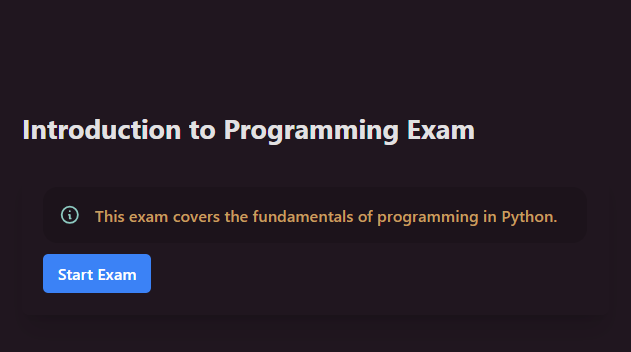 Introduction to Programming Exam
This exam covers the fundamentals of programming in Python.
Start Exam